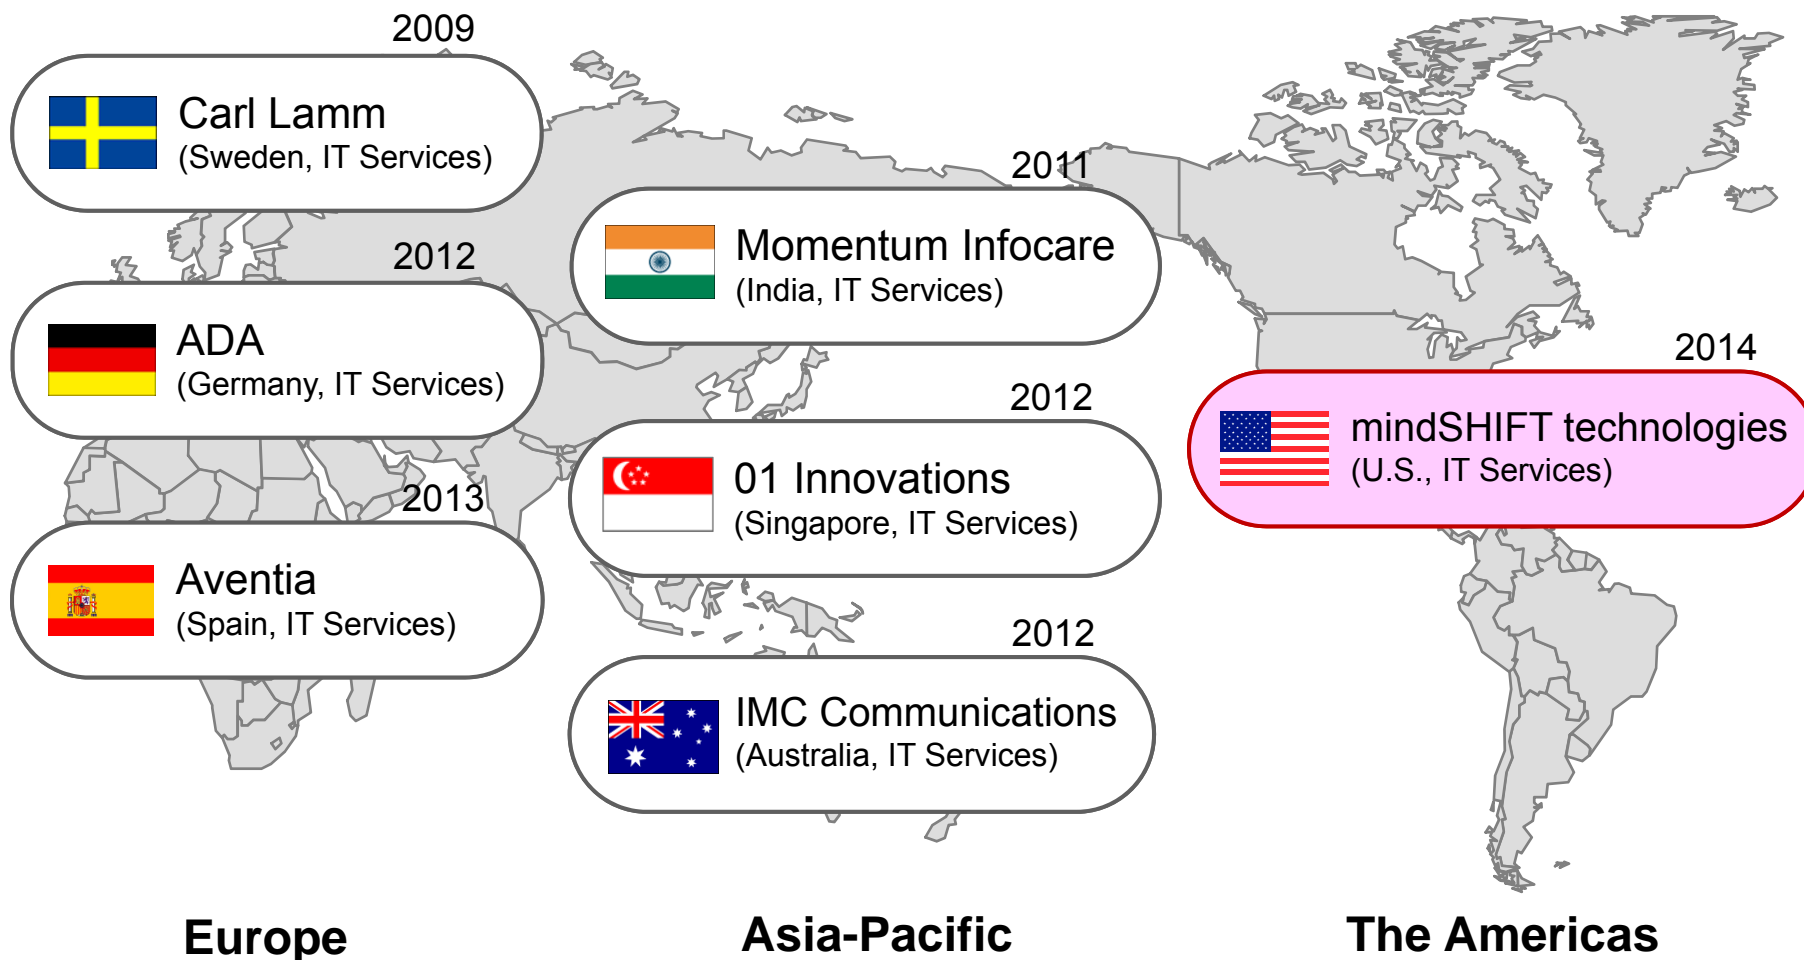 2009
Carl Lamm
(Sweden, IT Services)
2012
ADA
(Germany, IT Services)
2013
Aventia
(Spain, IT Services)
Europe
2011
Momentum Infocare
(India, IT Services)
2012
01 Innovations
(Singapore, IT Services)
2012
IMC Communications
(Australia, IT Services)
Asia-Pacific
2014
mindSHIFT technologies
(U.S., IT Services)
The Americas